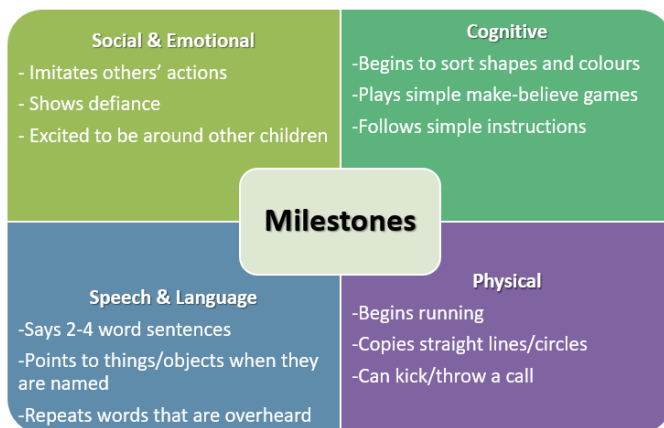 Social & Emotional
- Imitates others’ actions
- Shows defiance
- Excited to be around other children
Cognitive
-Begins to sort shapes and colours
-Plays simple make-believe games
-Follows simple instructions
Milestones
Speech & Language
-Says 2-4 word sentences
-Points to things/objects when they
are named
-Repeats words that are overheard
Physical
-Begins running
-Copies straight lines/circles
-Can kick/throw a call